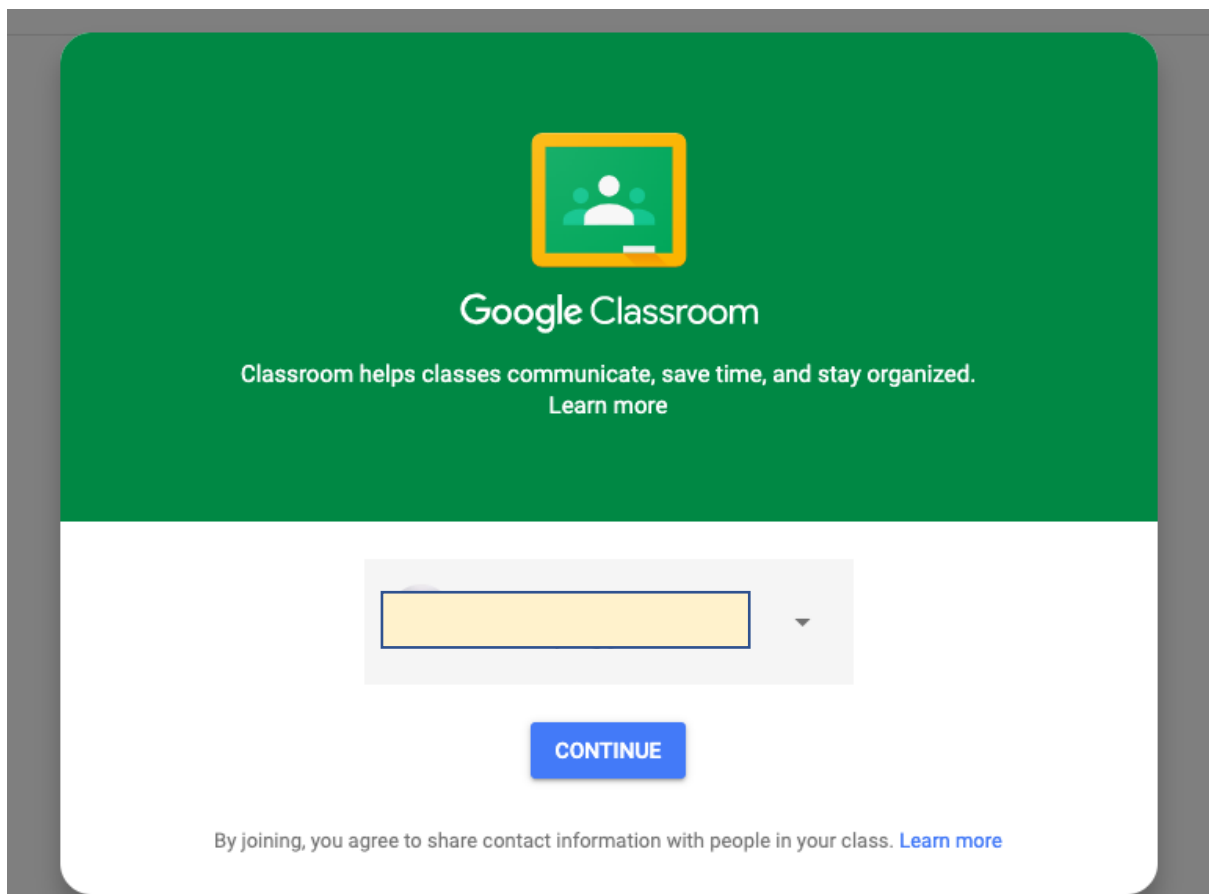 Google Classroom
Classroom helps classes communicate, save time, and stay organized.
Learn more
CONTINUE
By joining, you agree to share contact information with people in your class. Learn more